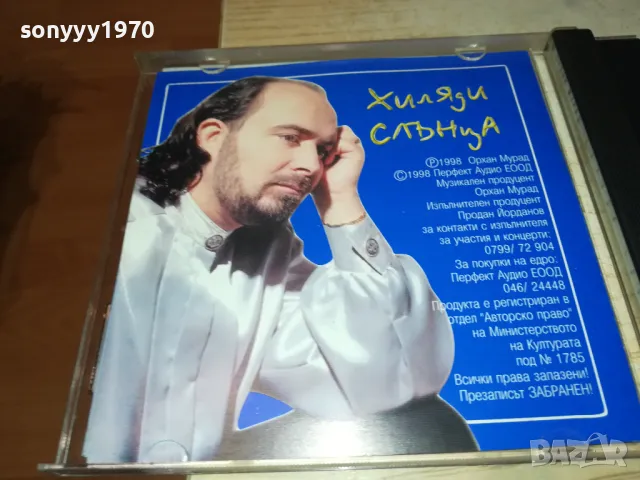 sonyyy1970
Хиляди
Слънца
Ⓟ1998 Орхан Мурад
©1998 Перфект Аудио ЕООД
Музикален продуцент
Орхан Мурад
Изпълнителен продуцент
Продан Йорданов
за контакти с изпълнителя
за участия и концерти:
0799/ 72 904
За покупки на едро:
Перфект Аудио ЕООД
046/ 24448
Продукта е регистриран в
отдел "Авторско право"
на Министерството
на Културата
под № 1785
Всички права запазени!
Презаписът ЗАБРАНЕН!
BAZAR